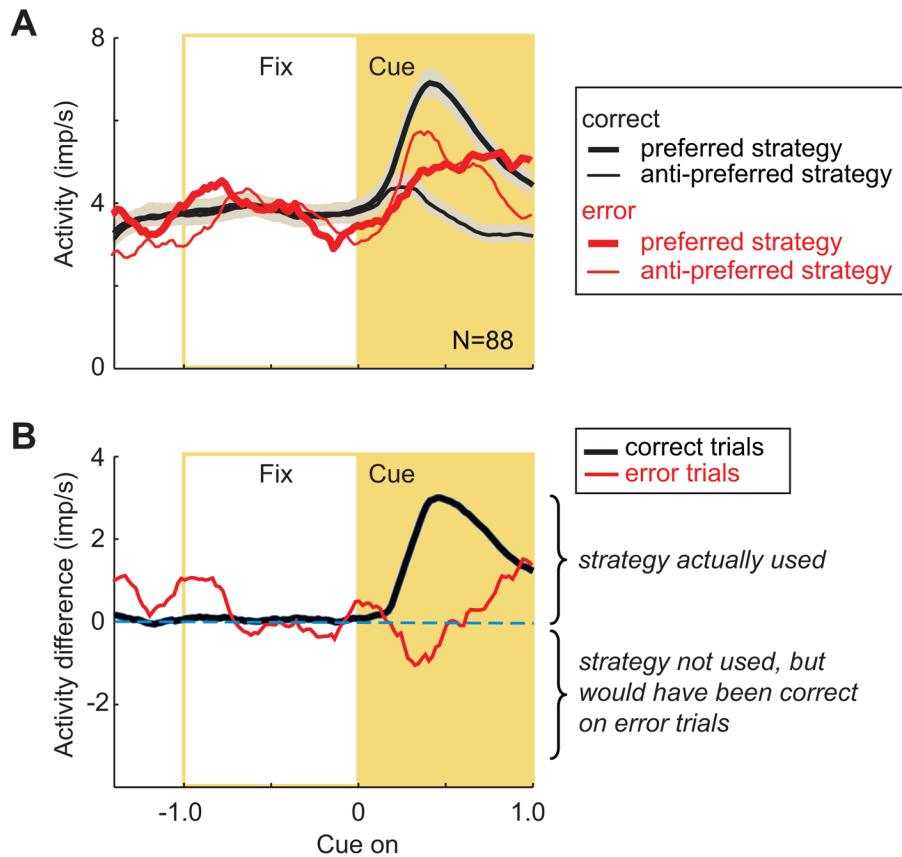 A
8
4
0
Activity (imp/s)
Fix
Cue
N=88
correct
preferred strategy
anti-preferred strategy
error
preferred strategy
anti-preferred strategy
B
4
2
0
-2
Activity difference (imp/s)
Fix
Cue
correct trials
error trials
strategy actually used
strategy not used, but
would have been correct
on error trials
-1.0
0
1.0
Cue on